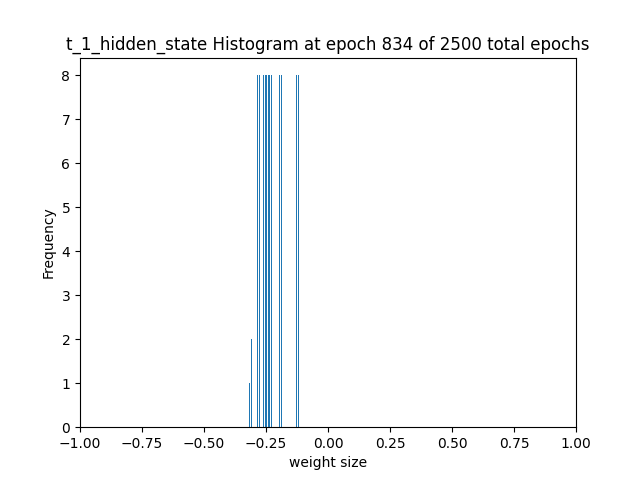 t_1_hidden_state Histogram at epoch 834 of 2500 total epochs
8
7
6
5
4
3
2
1
0
Frequency
−1.00 −0.75 −0.50 −0.25 0.00 0.25 0.50 0.75 1.00
weight size